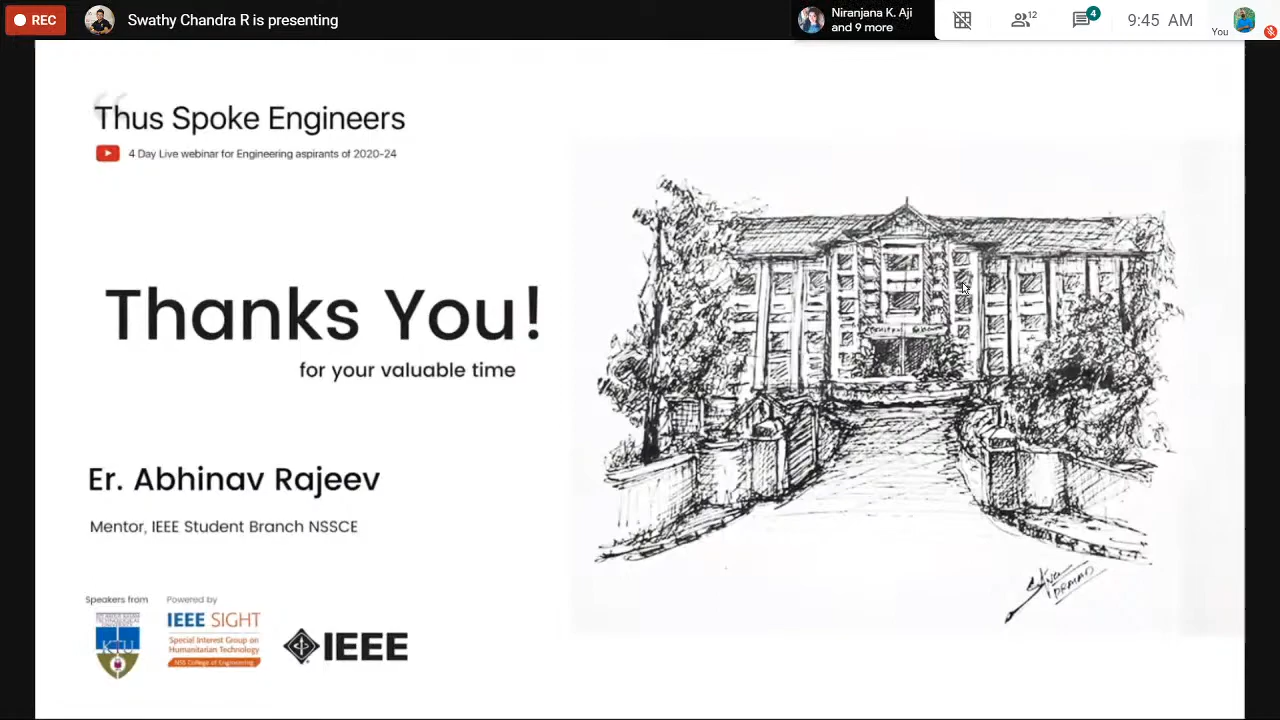 REC
Swathy Chandra R is presenting
Niranjana K. Aji
and 9 more
12
4
9:45 AM
You
Thus Spoke Engineers
4 Day Live webinar for Engineering aspirants of 2020-24
Thanks You!
for your valuable time
Er. Abhinav Rajeev
Mentor, IEEE Student Branch NSSCE
Speakers from
Powered by
KTU
IEEE SIGHT
Special Interest Group on
Humanitarian Technology
NSS College of Engineering
IEEE